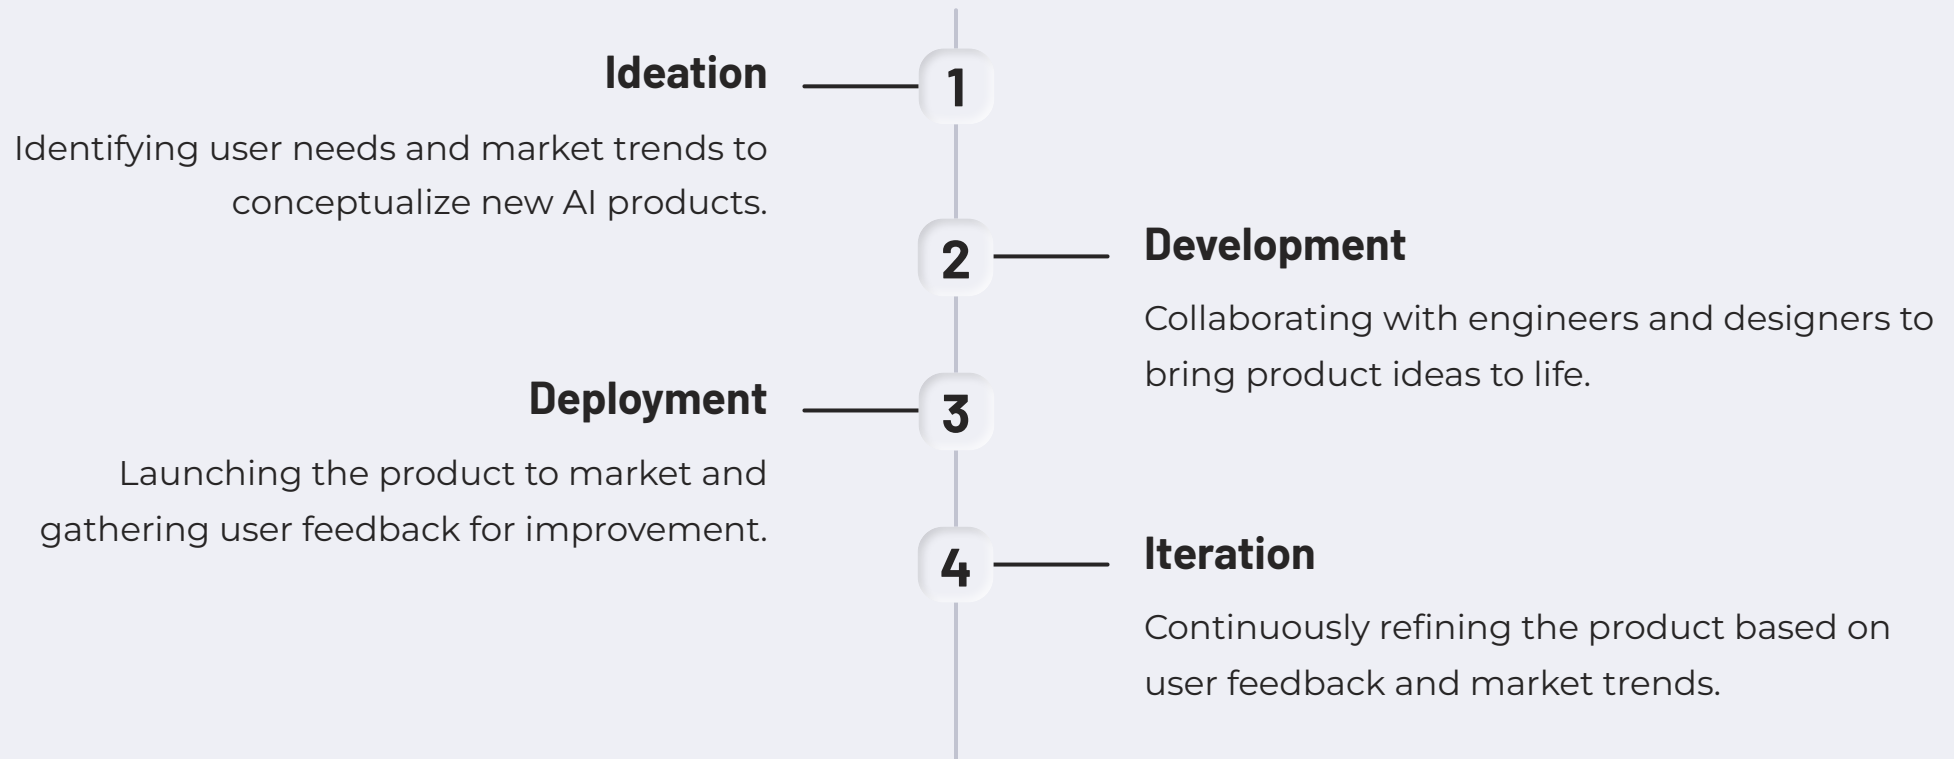 1
Ideation
Identifying user needs and market trends to
conceptualize new AI products.
2
Development
Collaborating with engineers and designers to
bring product ideas to life.
3
Deployment
Launching the product to market and
gathering user feedback for improvement.
4
Iteration
Continuously refining the product based on
user feedback and market trends.